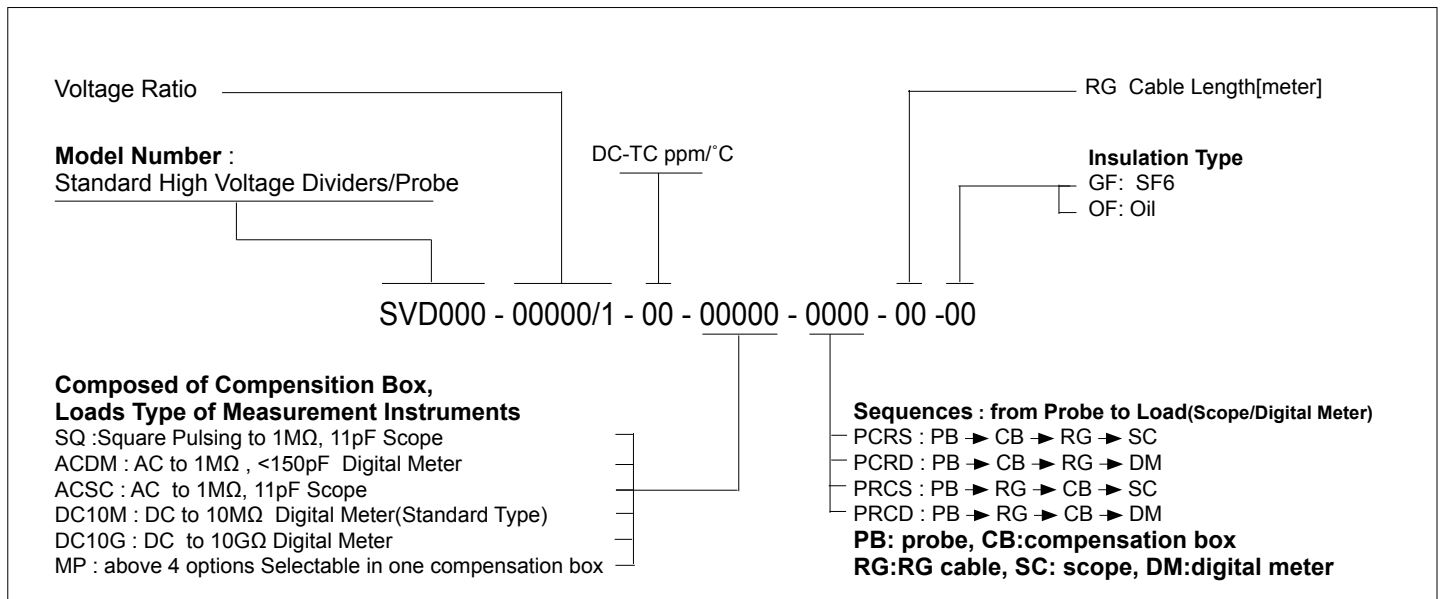 Voltage Ratio
RG Cable Length[meter]
Model Number :
Standard High Voltage Dividers/Probe
DC-TC ppm/˚C
Insulation Type
GF: SF6
OF: Oil
SVD000 - 00000/1 - 00 - 00000 - 0000 - 00 -00
Composed of Compensition Box,
Loads Type of Measurement Instruments
SQ :Square Pulsing to 1MΩ, 11pF Scope
ACDM : AC to 1MΩ , <150pF Digital Meter
ACSC : AC to 1MΩ, 11pF Scope
DC10M : DC to 10MΩ Digital Meter(Standard Type)
DC10G : DC to 10GΩ Digital Meter
MP : above 4 options Selectable in one compensation box
Sequences : from Probe to Load(Scope/Digital Meter)
PCRS : PB ➔ CB ➔ RG ➔ SC
PCRD : PB ➔ CB ➔ RG ➔ DM
PRCS : PB ➔ RG ➔ CB ➔ SC
PRCD : PB ➔ RG ➔ CB ➔ DM
PB: probe, CB:compensation box
RG:RG cable, SC: scope, DM:digital meter